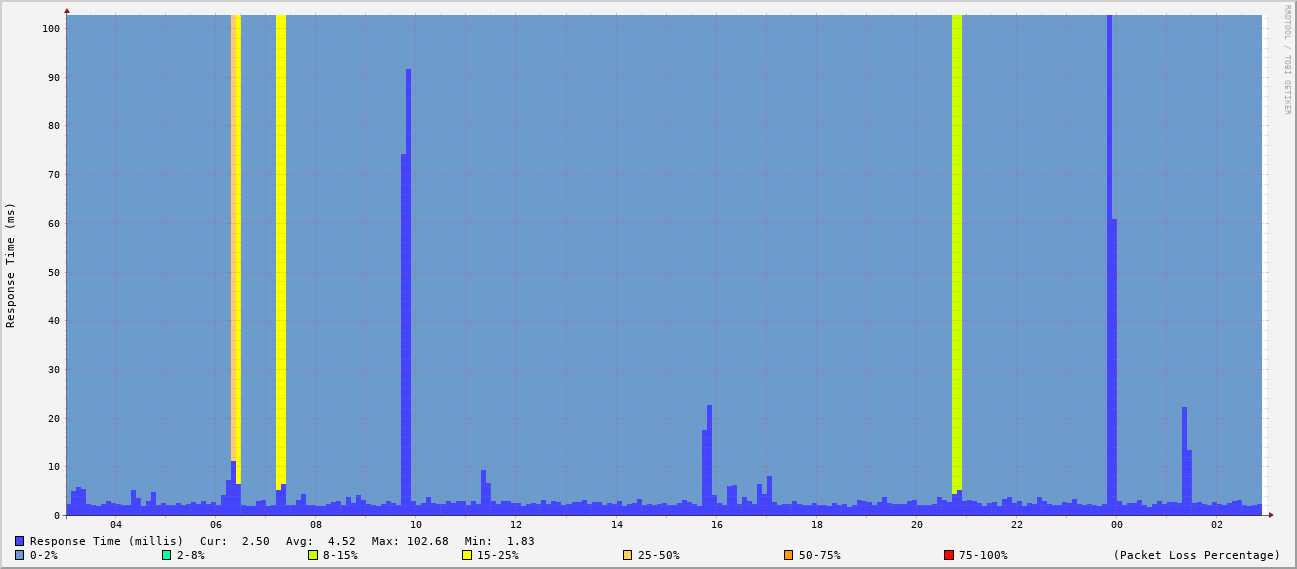 RRDTOOL / TOBI OETIKER
Response Time (ms)
100
90
80
70
60
50
40
30
20
10
0
04 06 08 10 12 14 16 18 20 22 00 02
Response Time (millis) Cur: 2.50 Avg: 4.52 Max: 102.68 Min: 1.83
0-2% 2-8% 8-15% 15-25% 25-50% 50-75% 75-100% (Packet Loss Percentage)